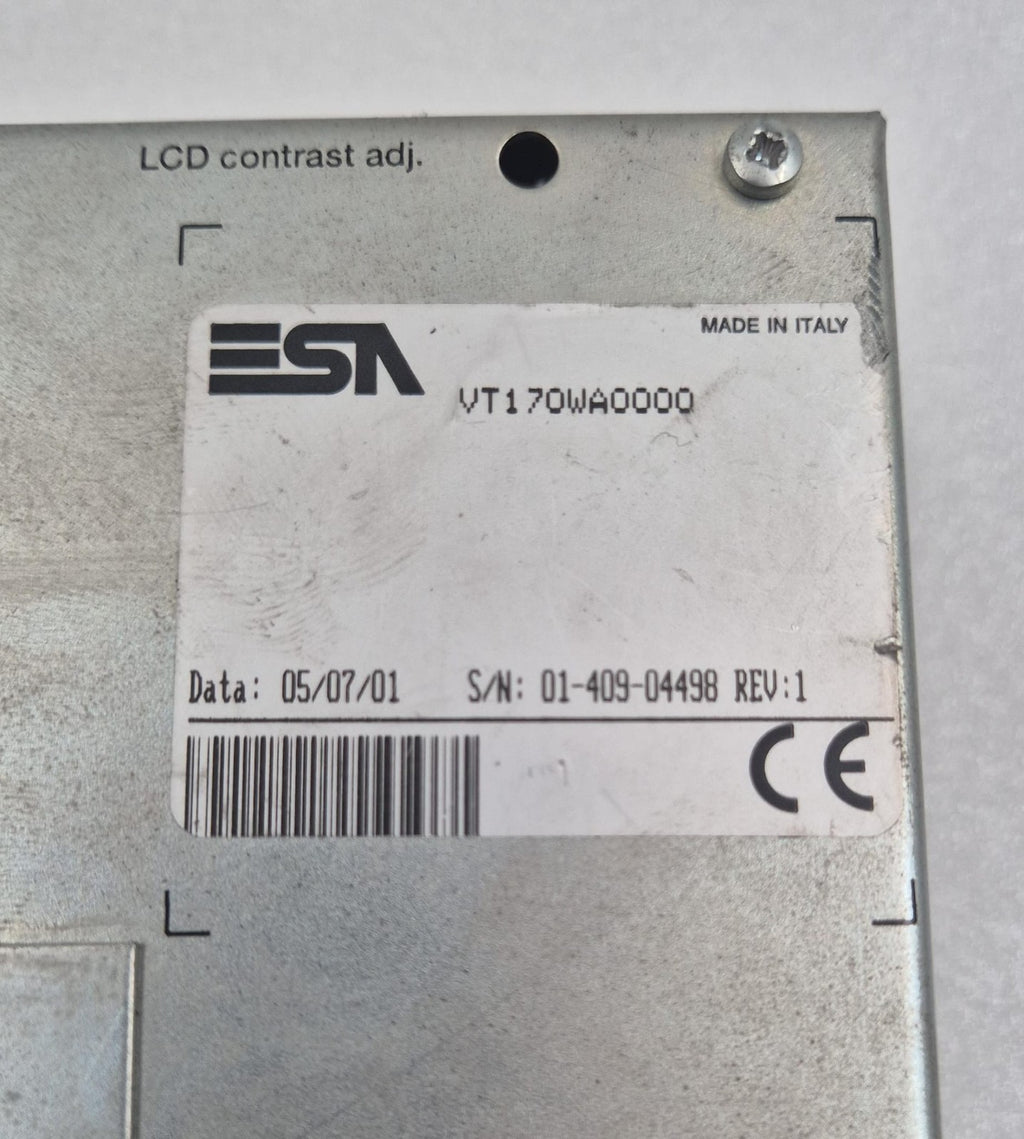 LCD contrast adj.
ESA
MADE IN ITALY
VT170WA0000
Data: 05/07/01 S/N: 01-409-04498 REV:1
CE